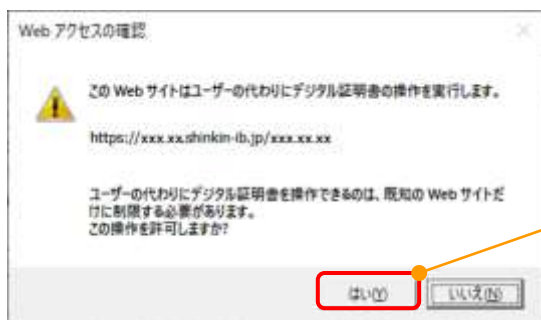 Web アクセスの確認
この Web サイトはユーザーの代わりにデジタル証明書の操作を実行します。
https://xxx.xx.shinkin-ib.jp/xxx.xx.xx
ユーザーの代わりにデジタル証明書を操作できるのは、既知の Web サイトだ
けに制限する必要があります。
この操作を許可しますか?
はい(Y) いいえ(N)